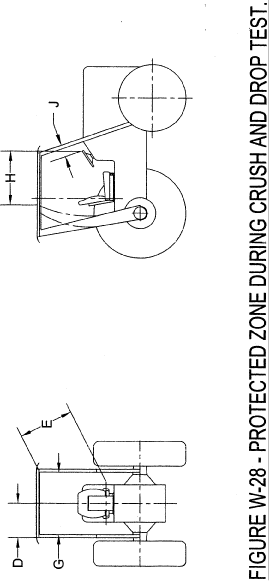 H
J
D
E
G
FIGURE W-28 - PROTECTED ZONE DURING CRUSH AND DROP TEST.